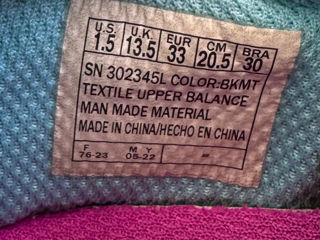 U.S. U.K. EUR CM BRA
1.5 13.5 33 20.5 30
SN 302345L COLOR:BKMT
TEXTILE UPPER BALANCE
MAN MADE MATERIAL
MADE IN CHINA/HECHO EN CHINA
F M Y -
76-23 05-22